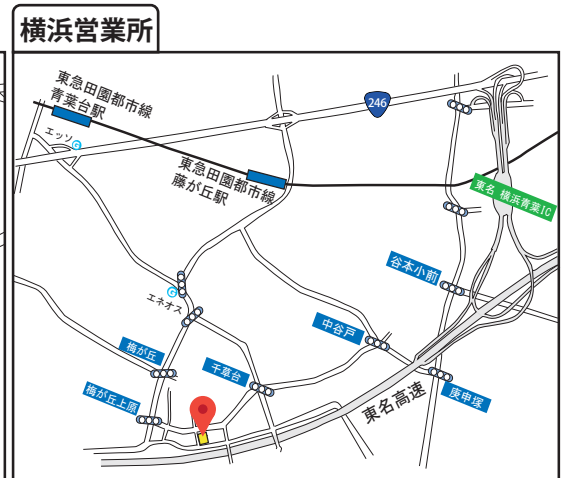 横浜営業所
東急田園都市線
青葉台駅
246
エッソ
G
東急田園都市線
藤が丘駅
東名 横浜青葉IC
谷本小前
G
エネオス
中谷戸
梅が丘
千草台
庚申塚
梅が丘上原
東名高速